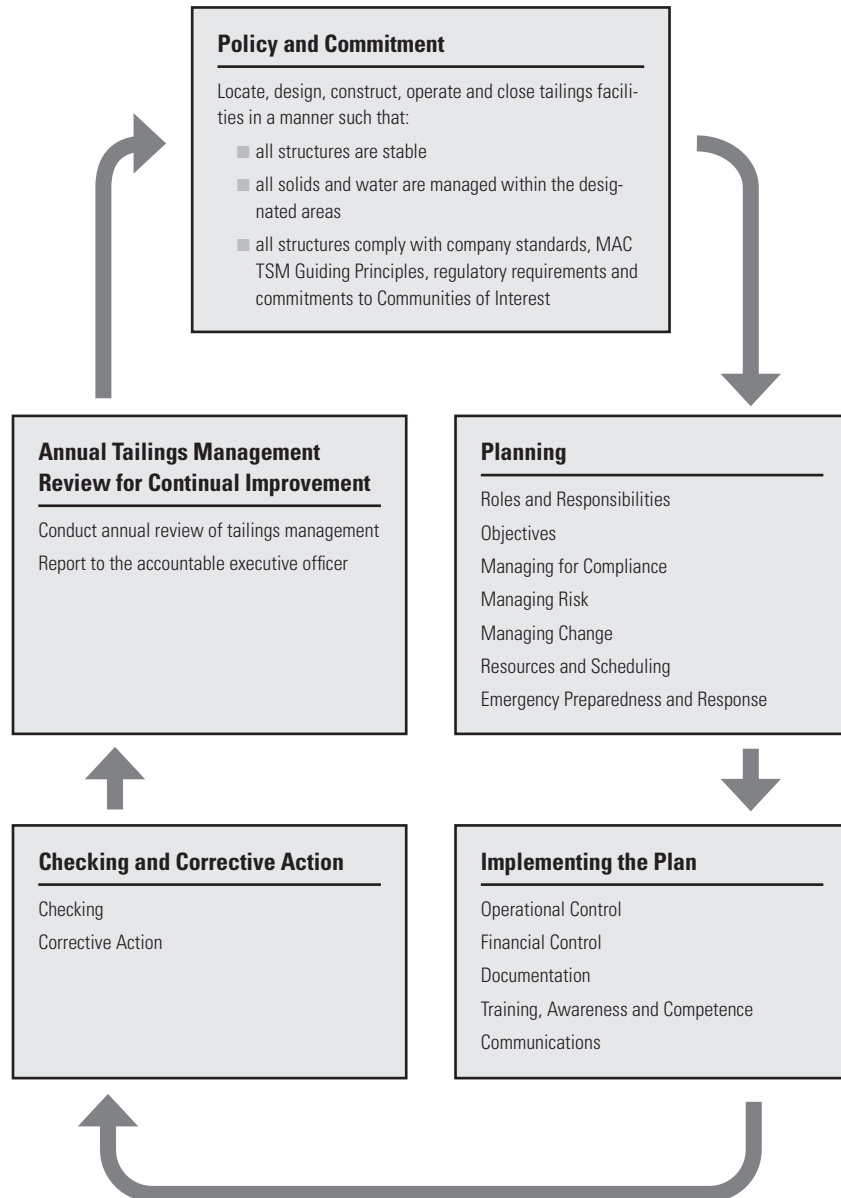 Policy and Commitment
Locate, design, construct, operate and close tailings facili-
ties in a manner such that:
all structures are stable
all solids and water are managed within the desig-
nated areas
all structures comply with company standards, MAC
TSM Guiding Principles, regulatory requirements and
commitments to Communities of Interest
Annual Tailings Management
Review for Continual Improvement
Conduct annual review of tailings management
Report to the accountable executive officer
Planning
Roles and Responsibilities
Objectives
Managing for Compliance
Managing Risk
Managing Change
Resources and Scheduling
Emergency Preparedness and Response
Checking and Corrective Action
Checking
Corrective Action
Implementing the Plan
Operational Control
Financial Control
Documentation
Training, Awareness and Competence
Communications